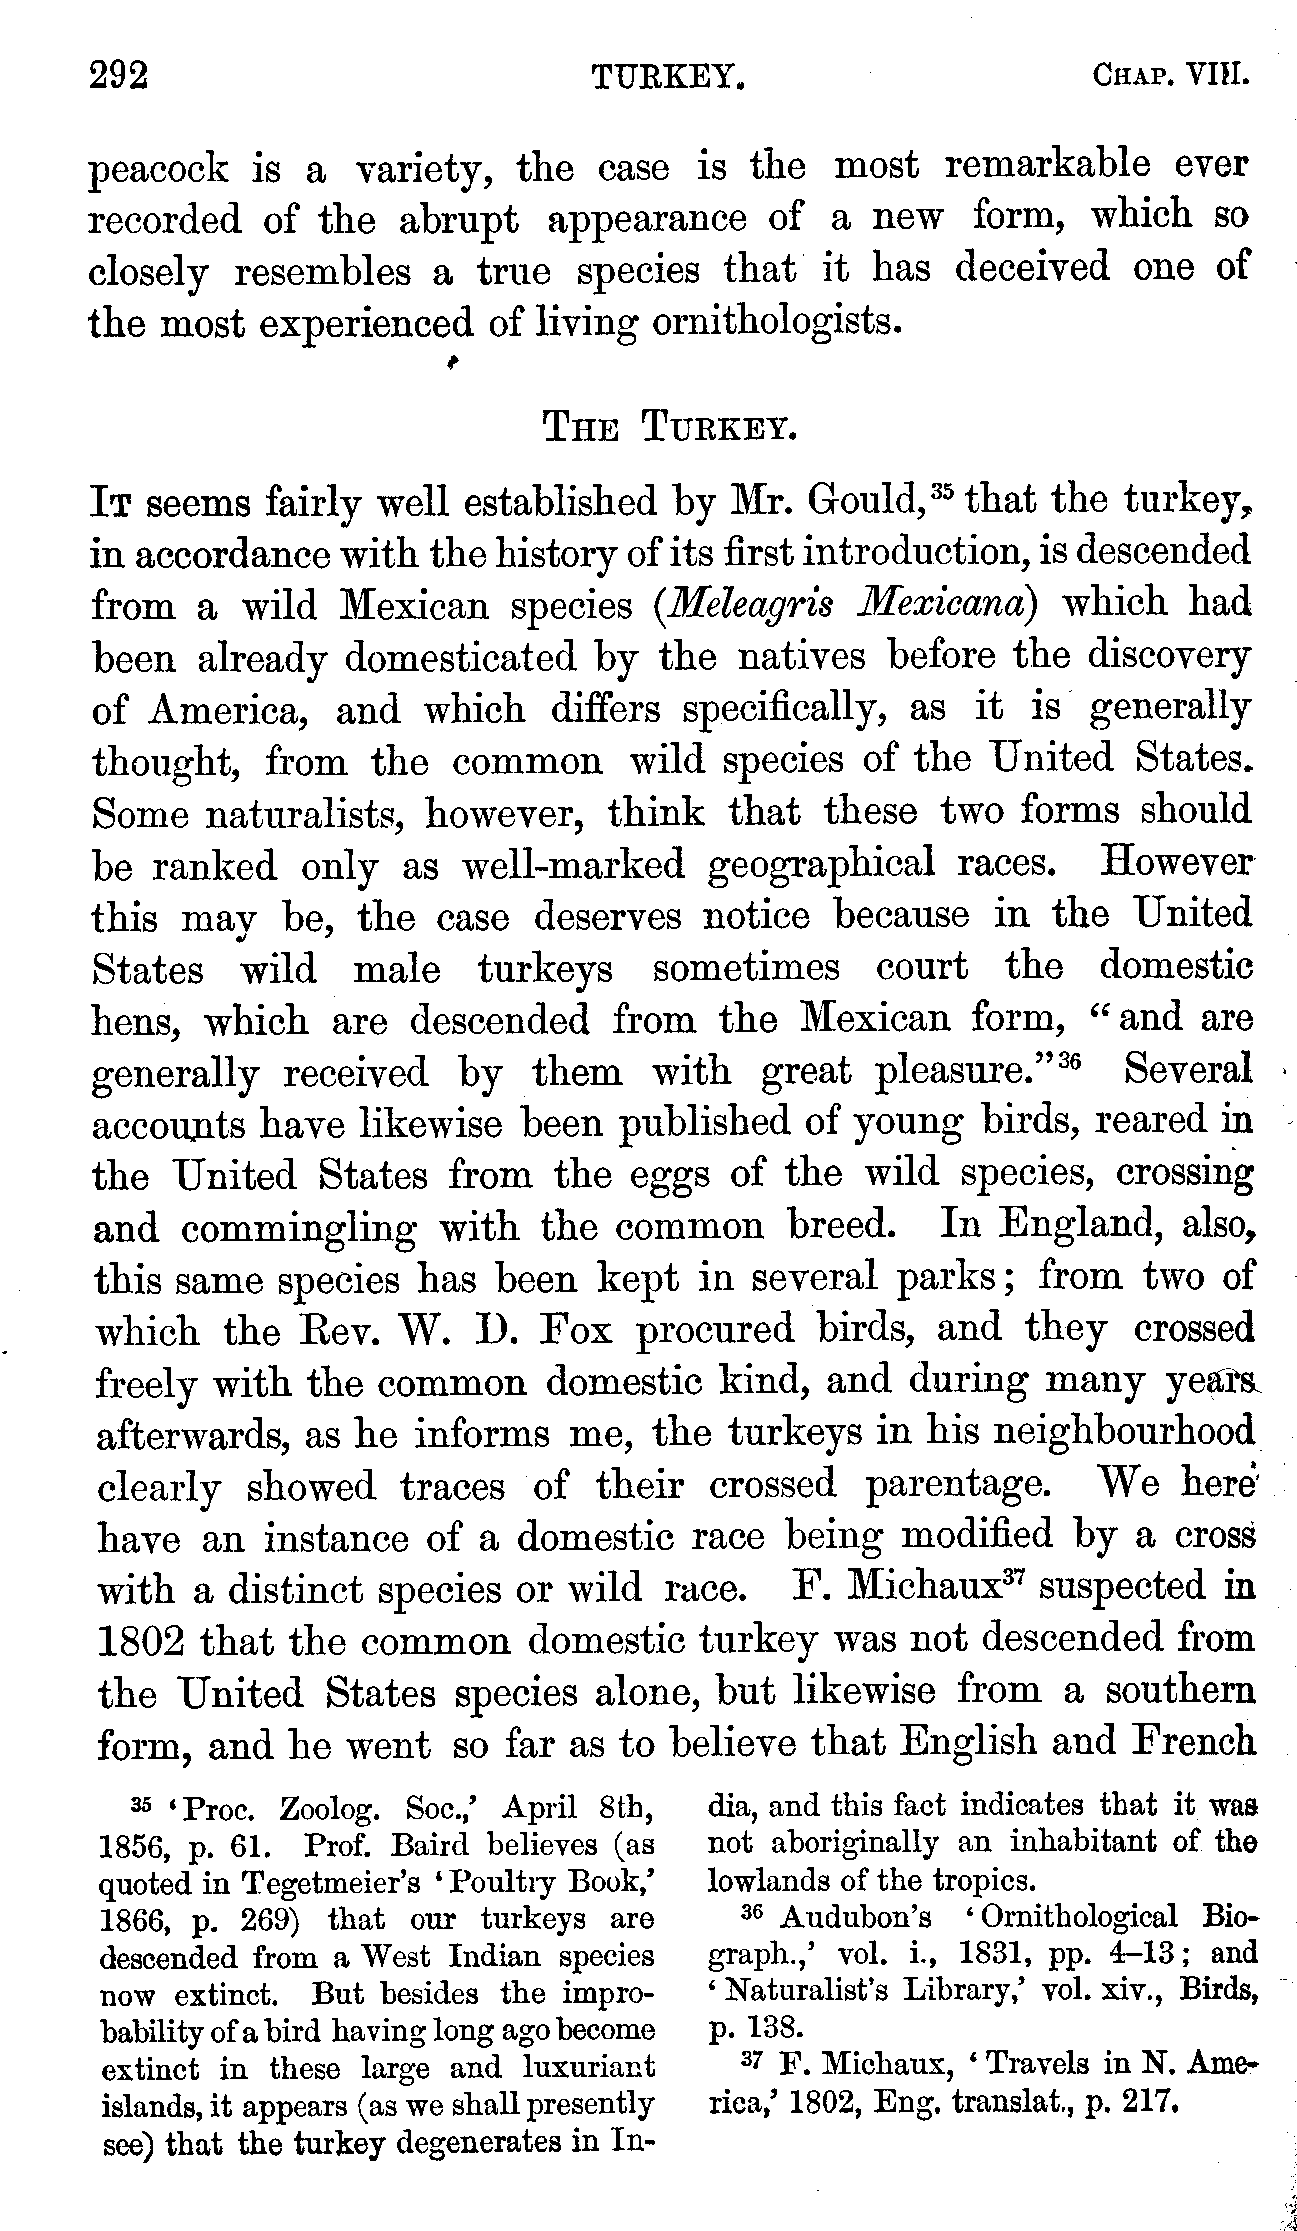 292 TURKEY. CHAP. VIII.
peacock is a variety, the case is the most remarkable ever
recorded of the abrupt appearance of a new form, which so
closely resembles a true species that it has deceived one of
the most experienced of living ornithologists.
THE TURKEY.
IT seems fairly well established by Mr. Gould,³⁵ that the turkey,
in accordance with the history of its first introduction, is descended
from a wild Mexican species (Meleagris Mexicana) which had
been already domesticated by the natives before the discovery
of America, and which differs specifically, as it is generally
thought, from the common wild species of the United States.
Some naturalists, however, think that these two forms should
be ranked only as well-marked geographical races. However
this may be, the case deserves notice because in the United
States wild male turkeys sometimes court the domestic
hens, which are descended from the Mexican form, “and are
generally received by them with great pleasure.”³⁶ Several
accounts have likewise been published of young birds, reared in
the United States from the eggs of the wild species, crossing
and commingling with the common breed. In England, also,
this same species has been kept in several parks; from two of
which the Rev. W. D. Fox procured birds, and they crossed
freely with the common domestic kind, and during many years
afterwards, as he informs me, the turkeys in his neighbourhood
clearly showed traces of their crossed parentage. We here
have an instance of a domestic race being modified by a cross
with a distinct species or wild race. F. Michaux³⁷ suspected in
1802 that the common domestic turkey was not descended from
the United States species alone, but likewise from a southern
form, and he went so far as to believe that English and French
³⁵ ‘Proc. Zoolog. Soc.,’ April 8th,
1856, p. 61. Prof. Baird believes (as
quoted in Tegetmeier’s ‘Poultry Book,’
1866, p. 269) that our turkeys are
descended from a West Indian species
now extinct. But besides the impro-
bability of a bird having long ago become
extinct in these large and luxuriant
islands, it appears (as we shall presently
see) that the turkey degenerates in In-
dia, and this fact indicates that it was
not aboriginally an inhabitant of the
lowlands of the tropics.
³⁶ Audubon’s ‘Ornithological Bio-
graph.,’ vol. i., 1831, pp. 4–13; and
‘Naturalist’s Library,’ vol. xiv., Birds,
p. 138.
³⁷ F. Michaux, ‘Travels in N. Ame-
rica,’ 1802, Eng. translat., p. 217.